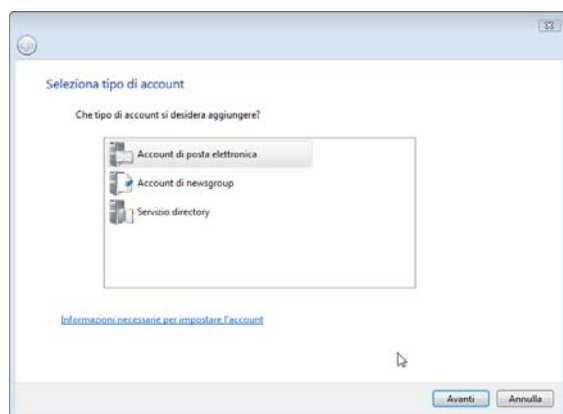 Seleziona tipo di account
Che tipo di account si desidera aggiungere?
Account di posta elettronica
Account di newsgroup
Servizio directory
Informazioni necessarie per impostare l'account
Avanti Annulla